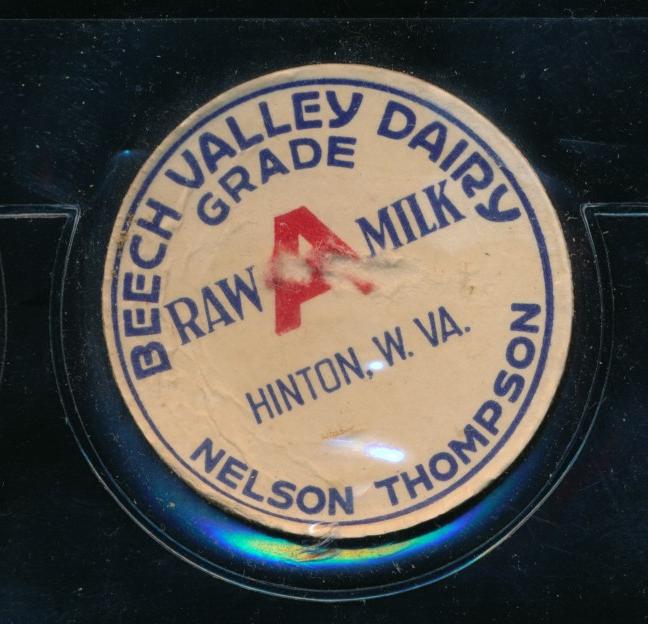 BEECH VALLEY DAIRY
GRADE
RAW A MILK
HINTON, W. VA.
NELSON THOMPSON